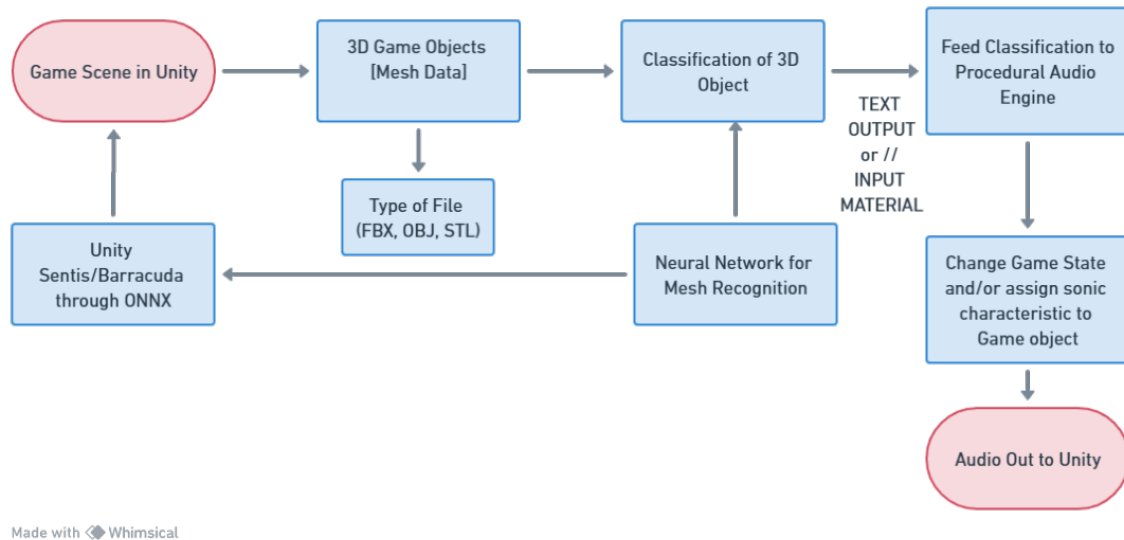 Game Scene in Unity
3D Game Objects
[Mesh Data]
Classification of 3D
Object
Feed Classification to
Procedural Audio
Engine
TEXT
OUTPUT
or //
INPUT
MATERIAL
Type of File
(FBX, OBJ, STL)
Unity
Sentis/Barracuda
through ONNX
Neural Network for
Mesh Recognition
Change Game State
and/or assign sonic
characteristic to
Game object
Audio Out to Unity
Made with Whimsical